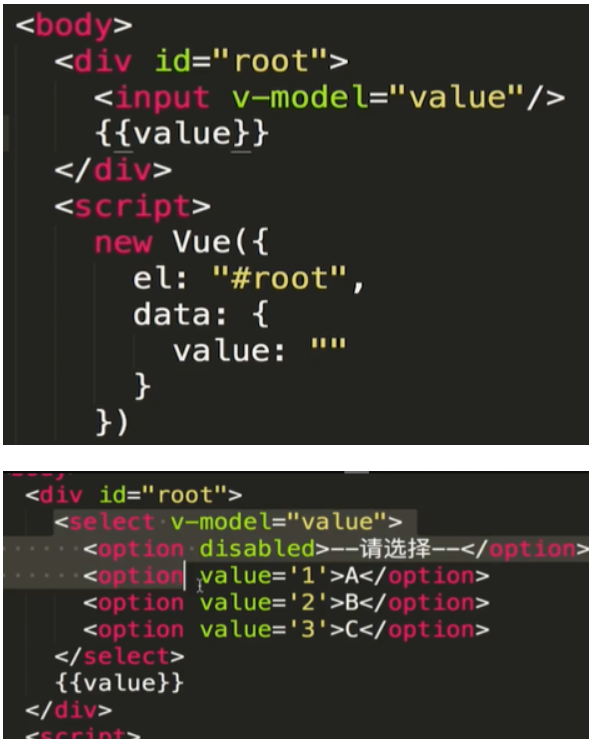 <body>
<div id="root">
<input v-model="value"/>
{{value}}
</div>
<script>
new Vue({
el: "#root",
data: {
value: ""
}
})
<div id="root">
<select v-model="value">
<option disabled>--请选择--</option>
<option value='1'>A</option>
<option value='2'>B</option>
<option value='3'>C</option>
</select>
{{value}}
</div>
<script>